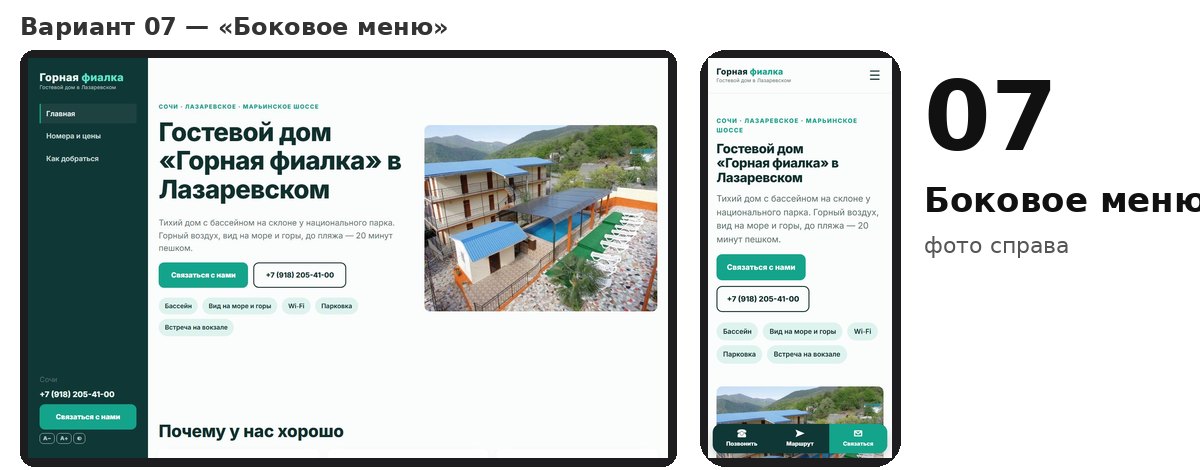 Вариант 07 — «Боковое меню»
Горная фиалка
Гостевой дом в Лазаревском
Главная
Номера и цены
Как добраться
Сочи
+7 (918) 205-41-00
Связаться с нами
A−
A+
СОЧИ · ЛАЗАРЕВСКОЕ · МАРЬИНСКОЕ ШОССЕ
Гостевой дом
«Горная фиалка» в
Лазаревском
Тихий дом с бассейном на склоне у национального парка.
Горный воздух, вид на море и горы, до пляжа — 20 минут
пешком.
Связаться с нами
+7 (918) 205-41-00
Бассейн
Вид на море и горы
Wi-Fi
Парковка
Встреча на вокзале
Почему у нас хорошо
Горная фиалка
Гостевой дом в Лазаревском
СОЧИ · ЛАЗАРЕВСКОЕ · МАРЬИНСКОЕ
ШОССЕ
Гостевой дом
«Горная фиалка» в
Лазаревском
Тихий дом с бассейном на склоне у
национального парка. Горный воздух,
вид на море и горы, до пляжа — 20
минут пешком.
Связаться с нами
+7 (918) 205-41-00
Бассейн
Вид на море и горы
Wi-Fi
Парковка
Встреча на вокзале
Позвонить
Маршрут
Связаться
07
Боковое меню
фото справа